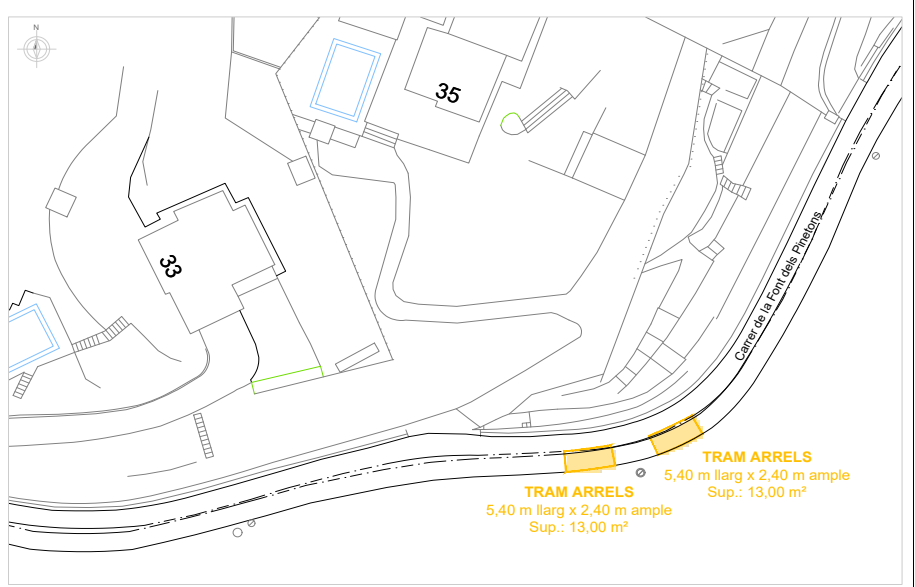 N
35
33
Carrer de la Font dels Pinetons
TRAM ARRELS
5,40 m llarg x 2,40 m ample
Sup.: 13,00 m²
TRAM ARRELS
5,40 m llarg x 2,40 m ample
Sup.: 13,00 m²